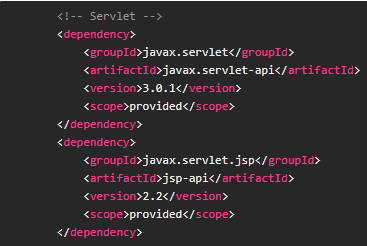 <!-- Servlet -->
<dependency>
<groupId>javax.servlet</groupId>
<artifactId>javax.servlet-api</artifactId>
<version>3.0.1</version>
<scope>provided</scope>
</dependency>
<dependency>
<groupId>javax.servlet.jsp</groupId>
<artifactId>jsp-api</artifactId>
<version>2.2</version>
<scope>provided</scope>
</dependency>